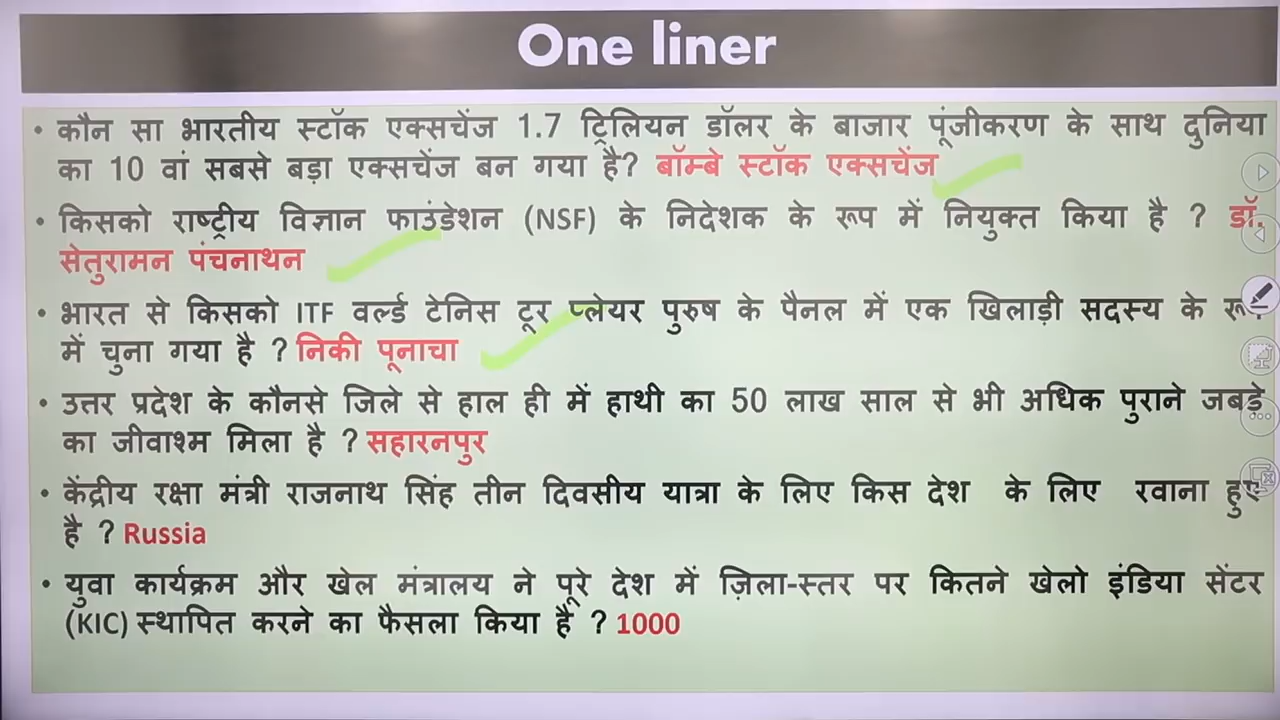 One liner
• कौन सा भारतीय स्टॉक एक्सचेंज 1.7 ट्रिलियन डॉलर के बाजार पूंजीकरण के साथ दुनिया
का 10 वां सबसे बड़ा एक्सचेंज बन गया है? बॉम्बे स्टॉक एक्सचेंज
• किसको राष्ट्रीय विज्ञान फाउंडेशन (NSF) के निदेशक के रूप में नियुक्त किया है ? डॉ.
सेतुरामन पंचनाथन
• भारत से किसको ITF वर्ल्ड टेनिस टूर प्लेयर पुरुष के पैनल में एक खिलाड़ी सदस्य के
में चुना गया है ? निकी पूनाचा
• उत्तर प्रदेश के कौनसे जिले से हाल ही में हाथी का 50 लाख साल से भी अधिक पुराने जबड़े
का जीवाश्म मिला है ? सहारनपुर
• केंद्रीय रक्षा मंत्री राजनाथ सिंह तीन दिवसीय यात्रा के लिए किस देश के लिए रवाना हुए
है ? Russia
• युवा कार्यक्रम और खेल मंत्रालय ने पूरे देश में ज़िला-स्तर पर कितने खेलो इंडिया सेंटर
(KIC) स्थापित करने का फैसला किया है ? 1000